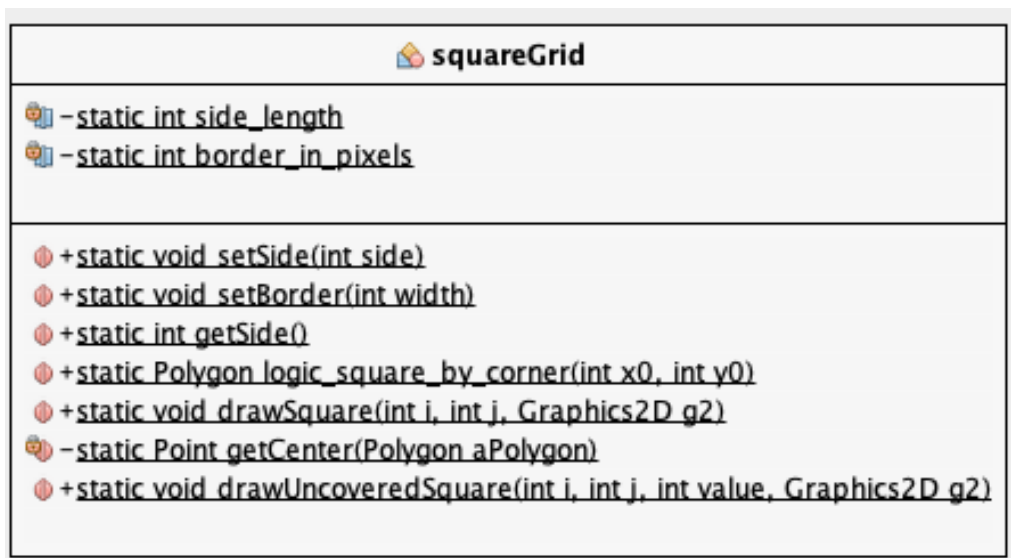 squareGrid
-static int side_length
-static int border_in_pixels
+static void setSide(int side)
+static void setBorder(int width)
+static int getSide()
+static Polygon logic_square_by_corner(int x0, int y0)
+static void drawSquare(int i, int j, Graphics2D g2)
-static Point getCenter(Polygon aPolygon)
+static void drawUncoveredSquare(int i, int j, int value, Graphics2D g2)